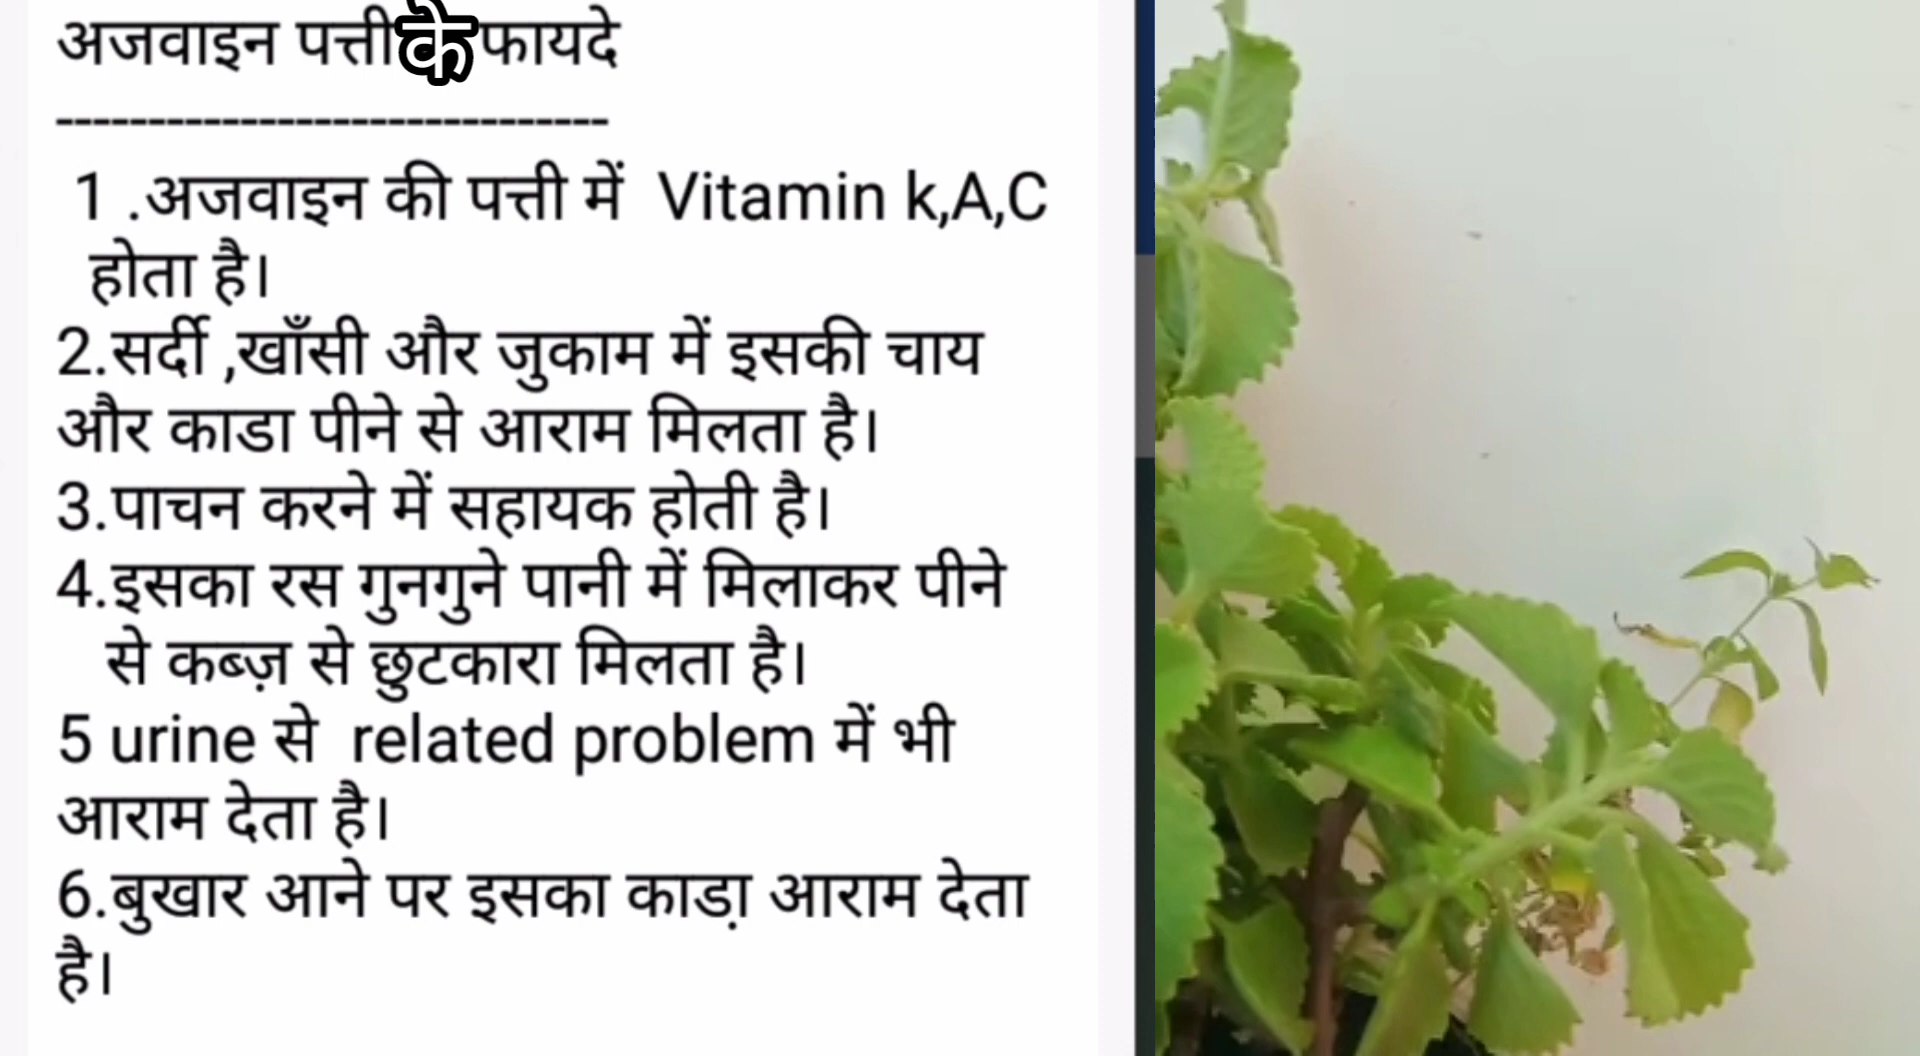 अजवाइन पत्ती के फायदे
------------------------------
1 .अजवाइन की पत्ती में Vitamin k,A,C
होता है।
2.सर्दी ,खाँसी और जुकाम में इसकी चाय
और काडा पीने से आराम मिलता है।
3.पाचन करने में सहायक होती है।
4.इसका रस गुनगुने पानी में मिलाकर पीने
से कब्ज़ से छुटकारा मिलता है।
5 urine से related problem में भी
आराम देता है।
6.बुखार आने पर इसका काडा़ आराम देता
है।